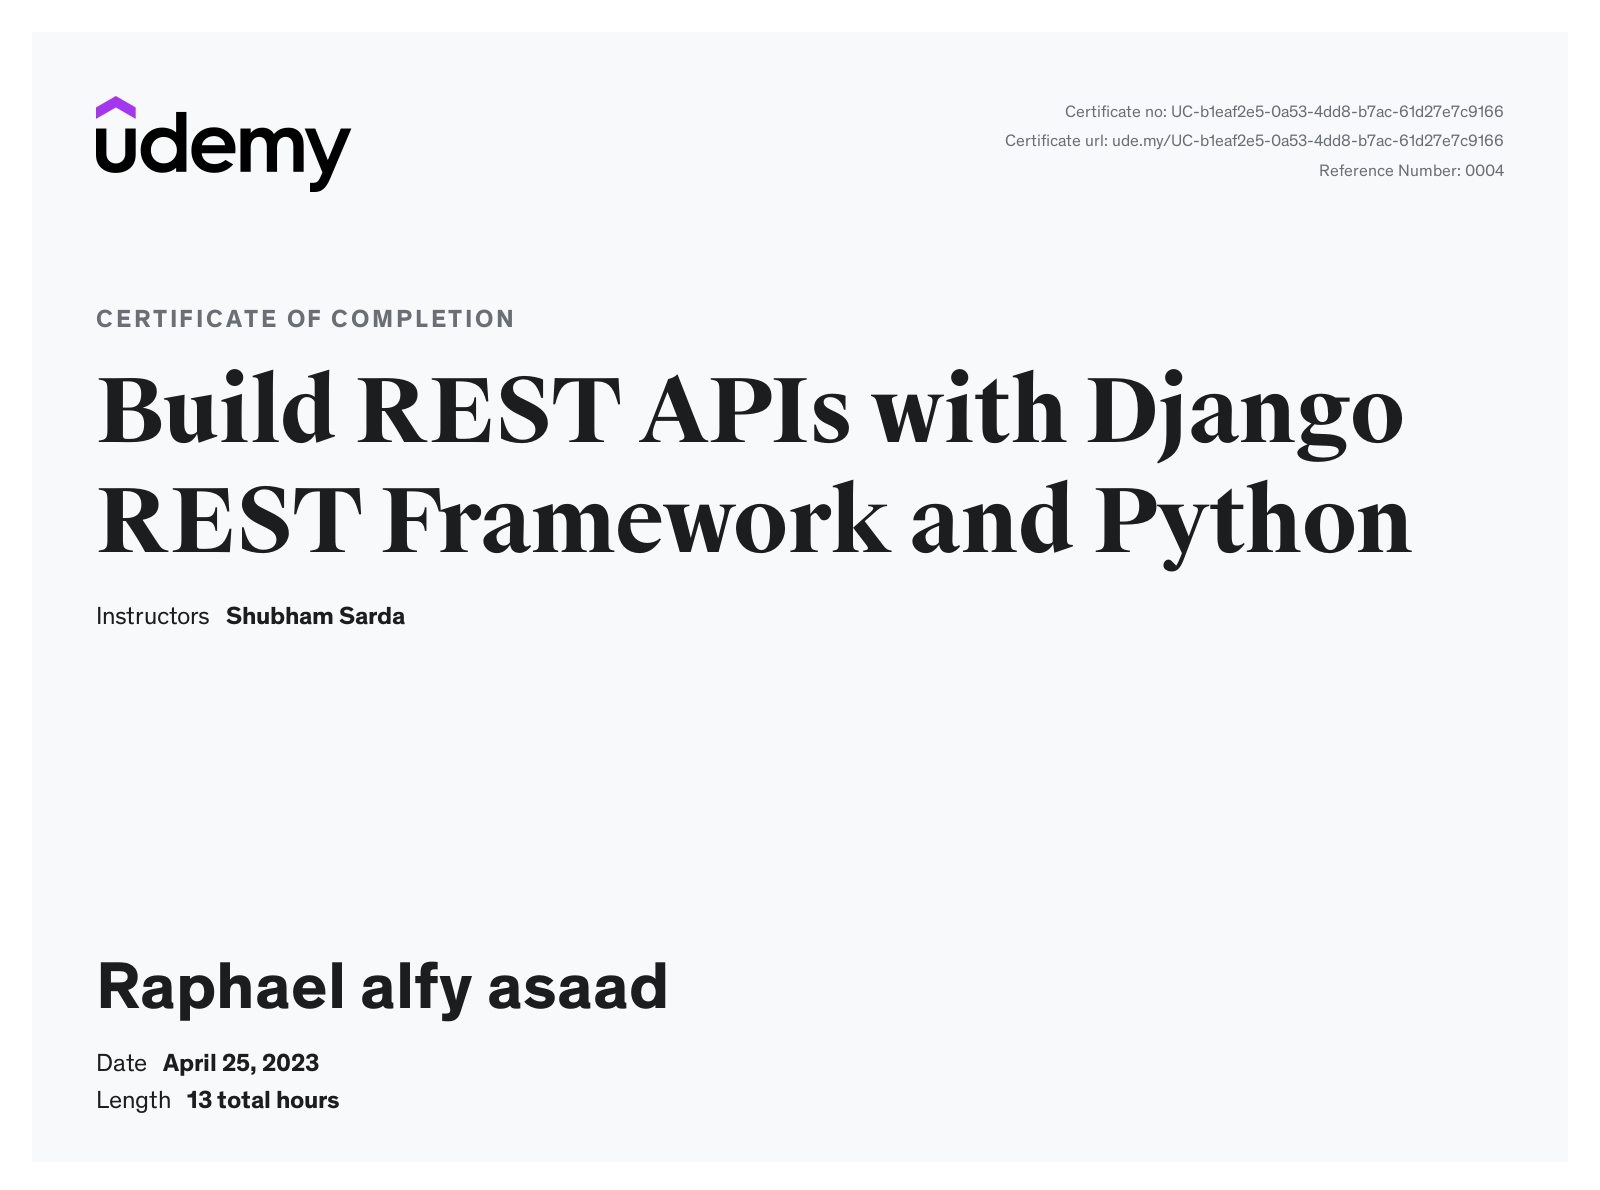 udemy
Certificate no: UC-b1eaf2e5-0a53-4dd8-b7ac-61d27e7c9166
Certificate url: ude.my/UC-b1eaf2e5-0a53-4dd8-b7ac-61d27e7c9166
Reference Number: 0004
CERTIFICATE OF COMPLETION
Build REST APIs with Django
REST Framework and Python
Instructors Shubham Sarda
Raphael alfy asaad
Date April 25, 2023
Length 13 total hours